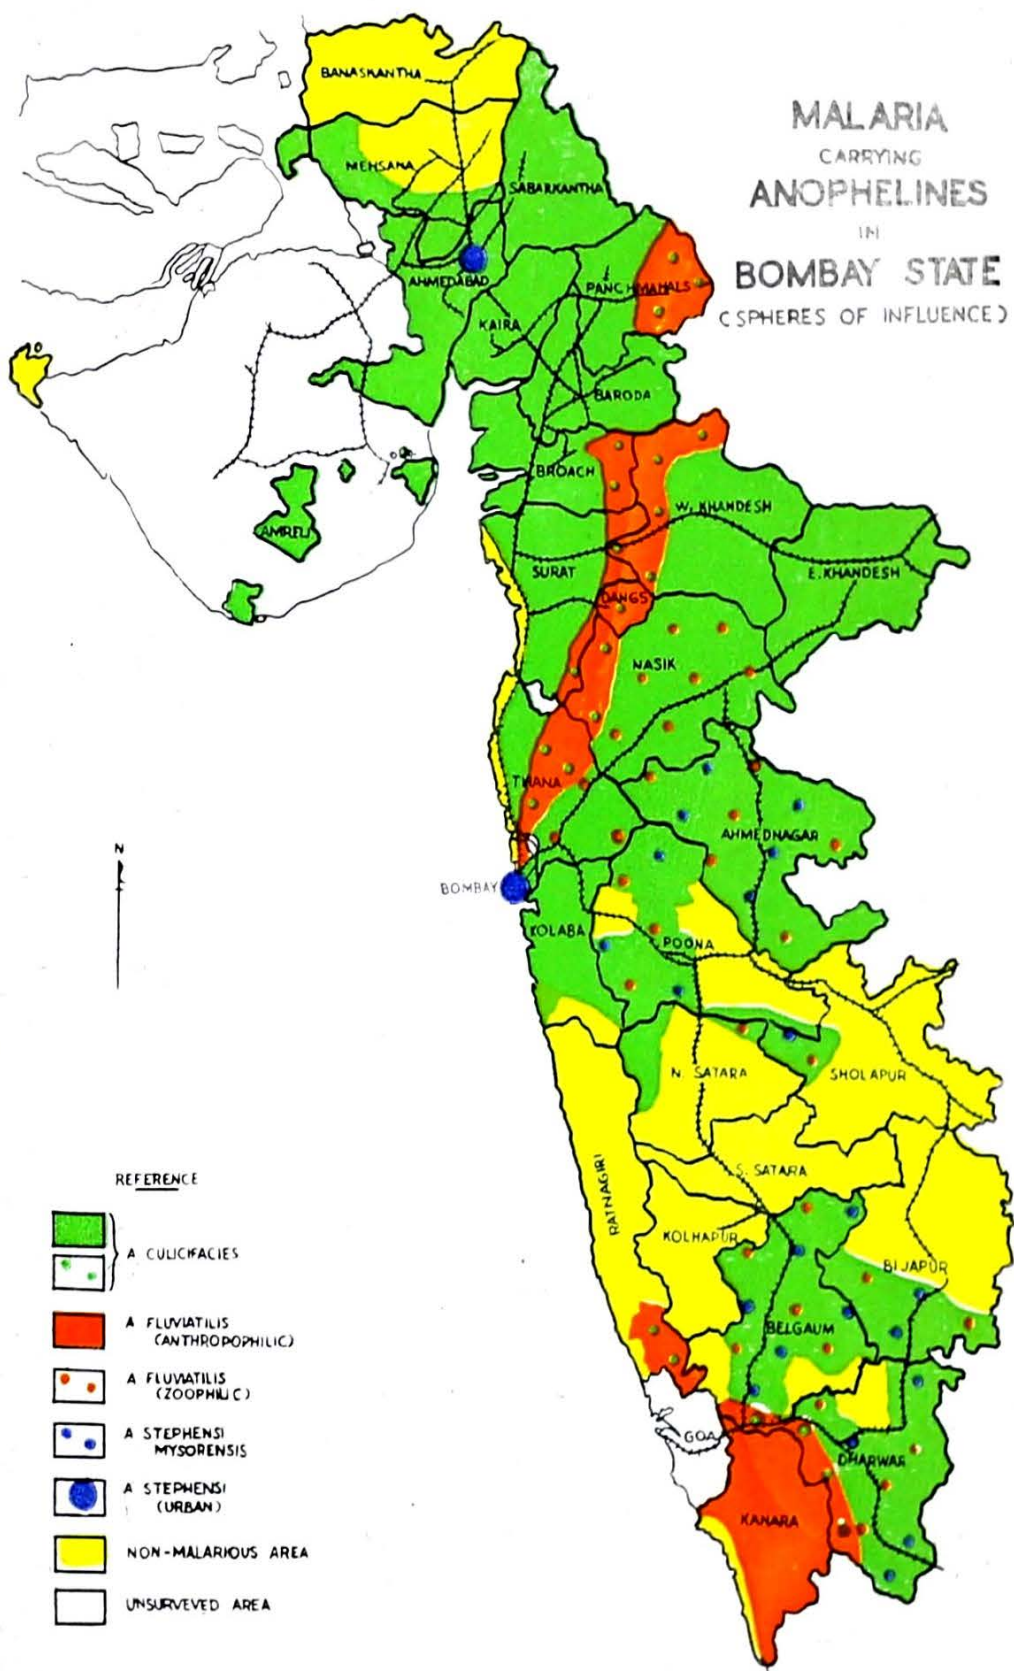 MALARIA
CARRYING
ANOPHELINES
IN
BOMBAY STATE
(SPHERES OF INFLUENCE)
BANASKANTHA
MEHSANA
SABARKANTHA
AHMEDABAD
PANCHMAHALS
KAIRA
BARODA
BROACH
W. KHANDESH
AMRELI
SURAT
E. KHANDESH
DANGS
NASIK
THANA
AHMEDNAGAR
N
BOMBAY
KOLABA
POONA
N. SATARA
SHOLAPUR
S. SATARA
RATNAGIRI
KOLHAPUR
BIJAPUR
BELGAUM
GOA
DHARWAR
KANARA
REFERENCE
A CULICIFACIES
A FLUVIATILIS
(ANTHROPOPHILIC)
A FLUVIATILIS
(ZOOPHILIC)
A STEPHENSI
MYSORENSIS
A STEPHENSI
(URBAN)
NON-MALARIOUS AREA
UNSURVEYED AREA